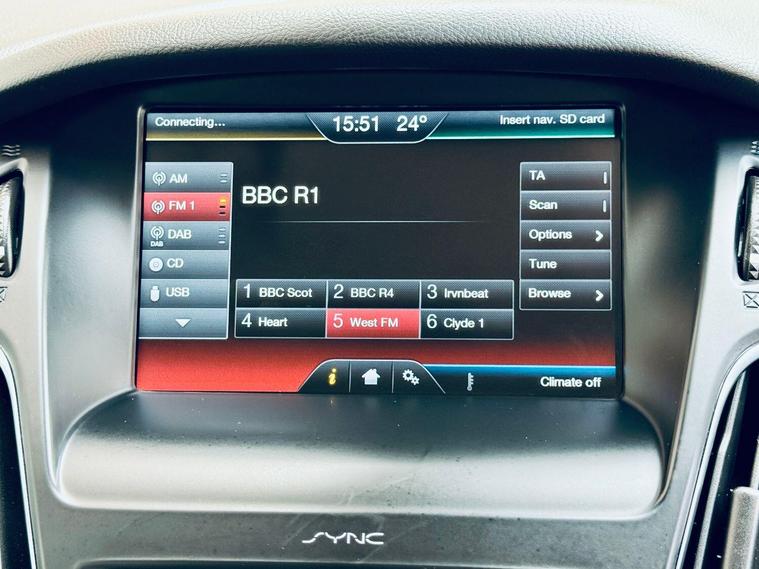 Connecting... 15:51 24° Insert nav. SD card
AM
FM 1
DAB
DAB
CD
USB
BBC R1
TA
Scan
Options
Tune
Browse
1 BBC Scot 2 BBC R4 3 Irvnbeat
4 Heart 5 West FM 6 Clyde 1
i
Climate off
SYNC